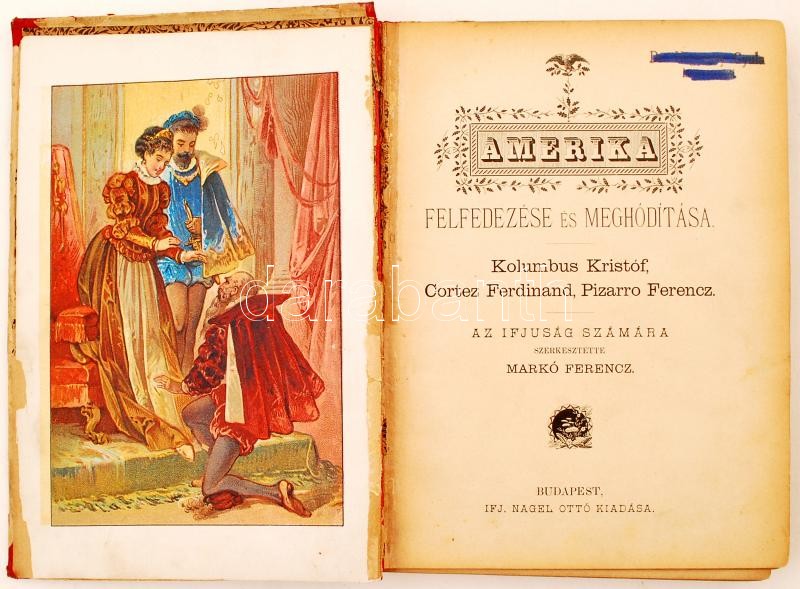 AMERIKA
FELFEDEZÉSE ÉS MEGHÓDÍTÁSA.
Kolumbus Kristóf,
Cortez Ferdinand, Pizarro Ferencz.
AZ IFJUSÁG SZÁMÁRA
SZERKESZTETTE
MARKÓ FERENCZ.
BUDAPEST,
IFJ. NAGEL OTTÓ KIADÁSA.
darabanth